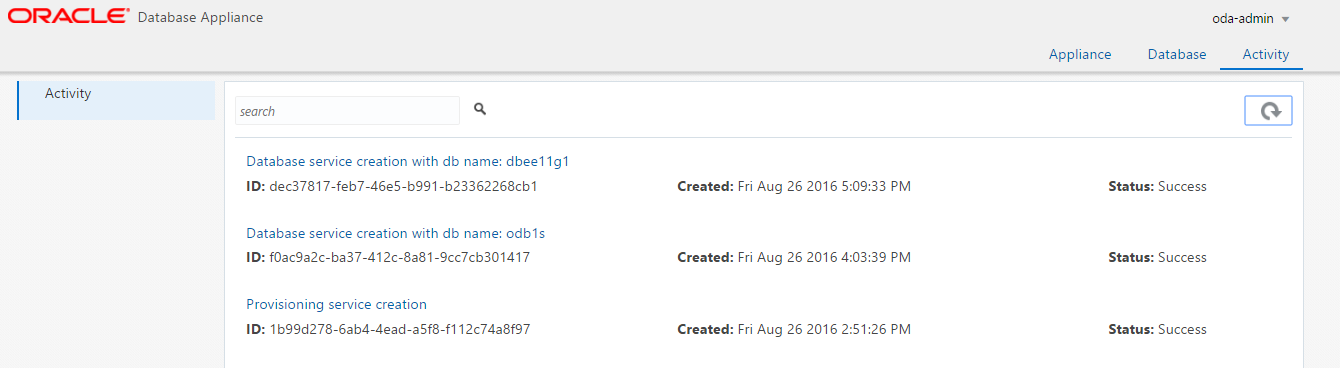 ORACLE Database Appliance
oda-admin
Appliance Database Activity
Activity
search
Database service creation with db name: dbee11g1
ID: dec37817-feb7-46e5-b991-b23362268cb1 Created: Fri Aug 26 2016 5:09:33 PM Status: Success
Database service creation with db name: odb1s
ID: f0ac9a2c-ba37-412c-8a81-9cc7cb301417 Created: Fri Aug 26 2016 4:03:39 PM Status: Success
Provisioning service creation
ID: 1b99d278-6ab4-4ead-a5f8-f112c74a8f97 Created: Fri Aug 26 2016 2:51:26 PM Status: Success